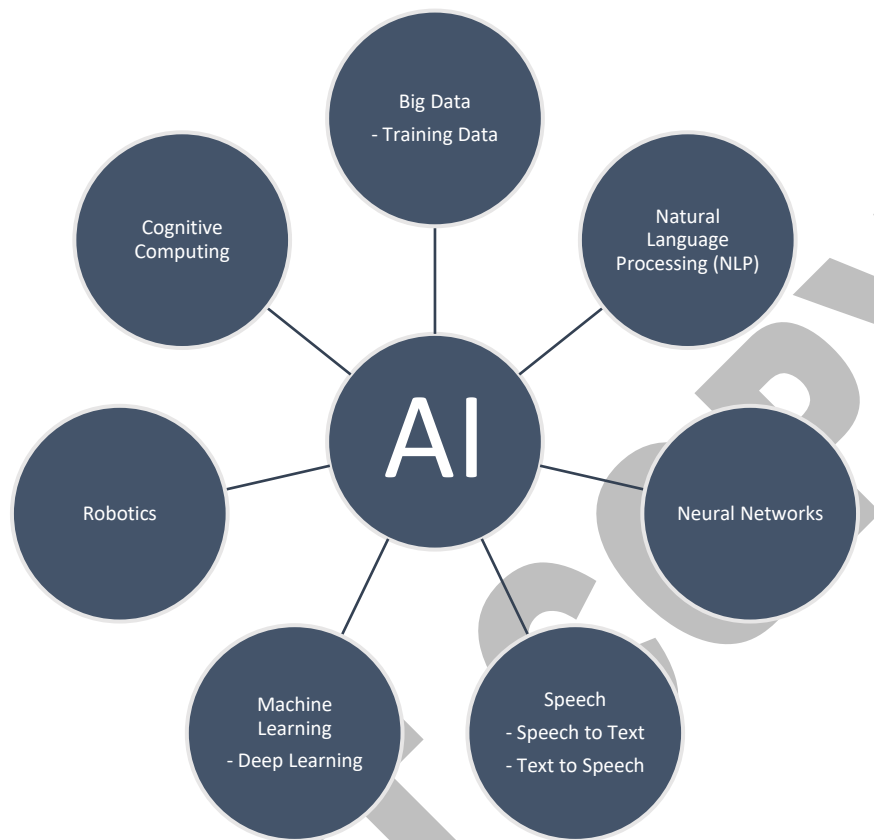 Big Data
- Training Data
Natural
Language
Processing (NLP)
Neural Networks
Speech
- Speech to Text
- Text to Speech
Machine
Learning
- Deep Learning
Robotics
Cognitive
Computing
AI